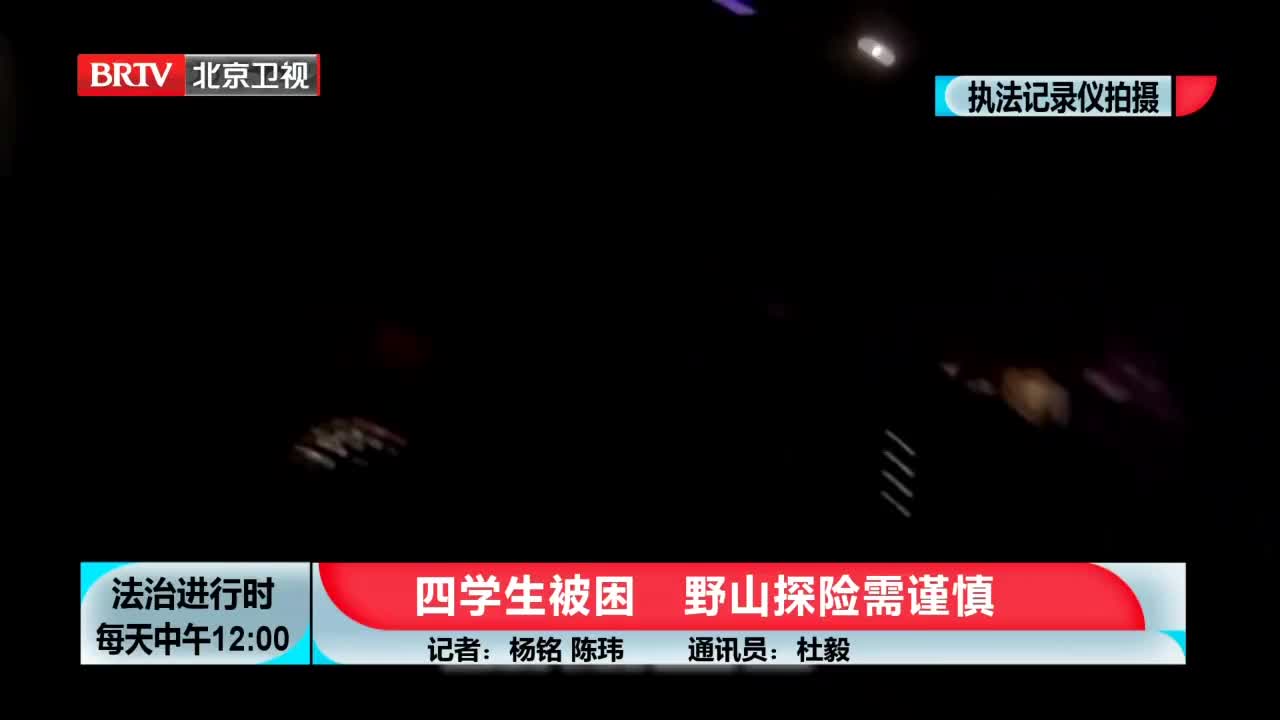 BRTV 北京卫视
执法记录仪拍摄
法治进行时
每天中午12:00
四学生被困 野山探险需谨慎
记者：杨铭 陈玮 通讯员：杜毅